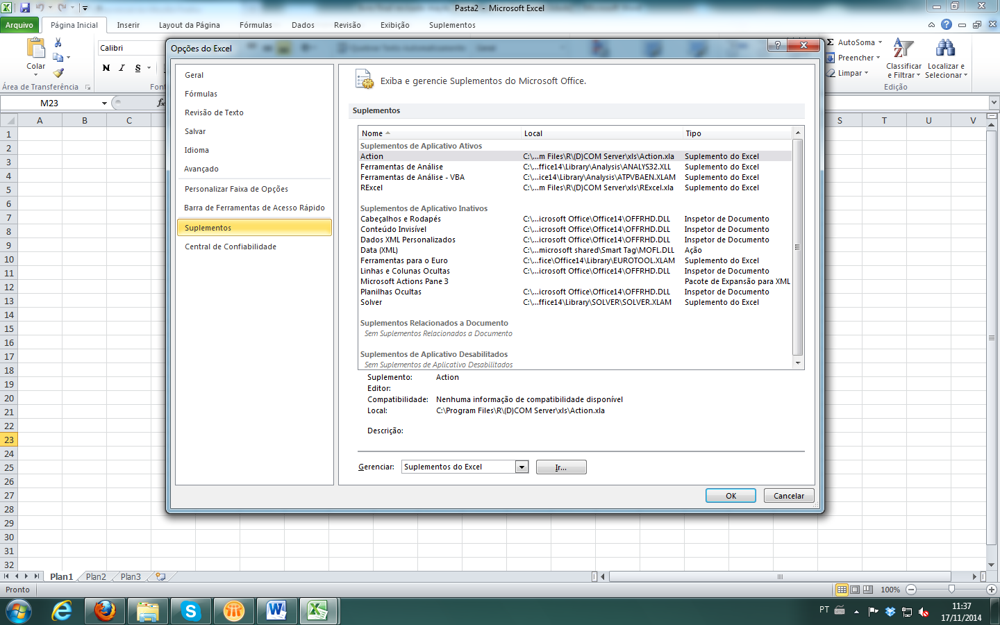 Pasta2 - Microsoft Excel
Arquivo Página Inicial Inserir Layout da Página Fórmulas Dados Revisão Exibição Suplementos
Colar
Área de Transferência
Calibri
N I S
Font
AutoSoma
Preencher
Limpar
Classificar e Filtrar
Localizar e Selecionar
Edição
M23 fx
A B C S T U V
1
2
3
4
5
6
7
8
9
10
11
12
13
14
15
16
17
18
19
20
21
22
23
24
25
26
27
28
29
30
31
32
Opções do Excel
Geral
Fórmulas
Revisão de Texto
Salvar
Idioma
Avançado
Personalizar Faixa de Opções
Barra de Ferramentas de Acesso Rápido
Suplementos
Central de Confiabilidade
Exiba e gerencie Suplementos do Microsoft Office.
Suplementos
Nome Local Tipo
Suplementos de Aplicativo Ativos
Action C:\...m Files\R\(D)COM Server\xls\Action.xla Suplemento do Excel
Ferramentas de Análise C:\...ffice14\Library\Analysis\ANALYS32.XLL Suplemento do Excel
Ferramentas de Análise - VBA C:\...ice14\Library\Analysis\ATPVBAEN.XLAM Suplemento do Excel
RExcel C:\...m Files\R\(D)COM Server\xls\RExcel.xla Suplemento do Excel
Suplementos de Aplicativo Inativos
Cabeçalhos e Rodapés C:\...icrosoft Office\Office14\OFFRHD.DLL Inspetor de Documento
Conteúdo Invisível C:\...icrosoft Office\Office14\OFFRHD.DLL Inspetor de Documento
Dados XML Personalizados C:\...icrosoft Office\Office14\OFFRHD.DLL Inspetor de Documento
Data (XML) C:\...microsoft shared\Smart Tag\MOFL.DLL Ação
Ferramentas para o Euro C:\...fice\Office14\Library\EUROTOOL.XLAM Suplemento do Excel
Linhas e Colunas Ocultas C:\...icrosoft Office\Office14\OFFRHD.DLL Inspetor de Documento
Microsoft Actions Pane 3 Pacote de Expansão para XML
Planilhas Ocultas C:\...icrosoft Office\Office14\OFFRHD.DLL Inspetor de Documento
Solver C:\...ffice14\Library\SOLVER\SOLVER.XLAM Suplemento do Excel
Suplementos Relacionados a Documento
Sem Suplementos Relacionados a Documento
Suplementos de Aplicativo Desabilitados
Sem Suplementos de Aplicativo Desabilitados
Suplemento: Action
Editor:
Compatibilidade: Nenhuma informação de compatibilidade disponível
Local: C:\Program Files\R\(D)COM Server\xls\Action.xla
Descrição:
Gerenciar: Suplementos do Excel Ir...
OK Cancelar
Plan1 Plan2 Plan3
Pronto 100%
PT 11:37
17/11/2014